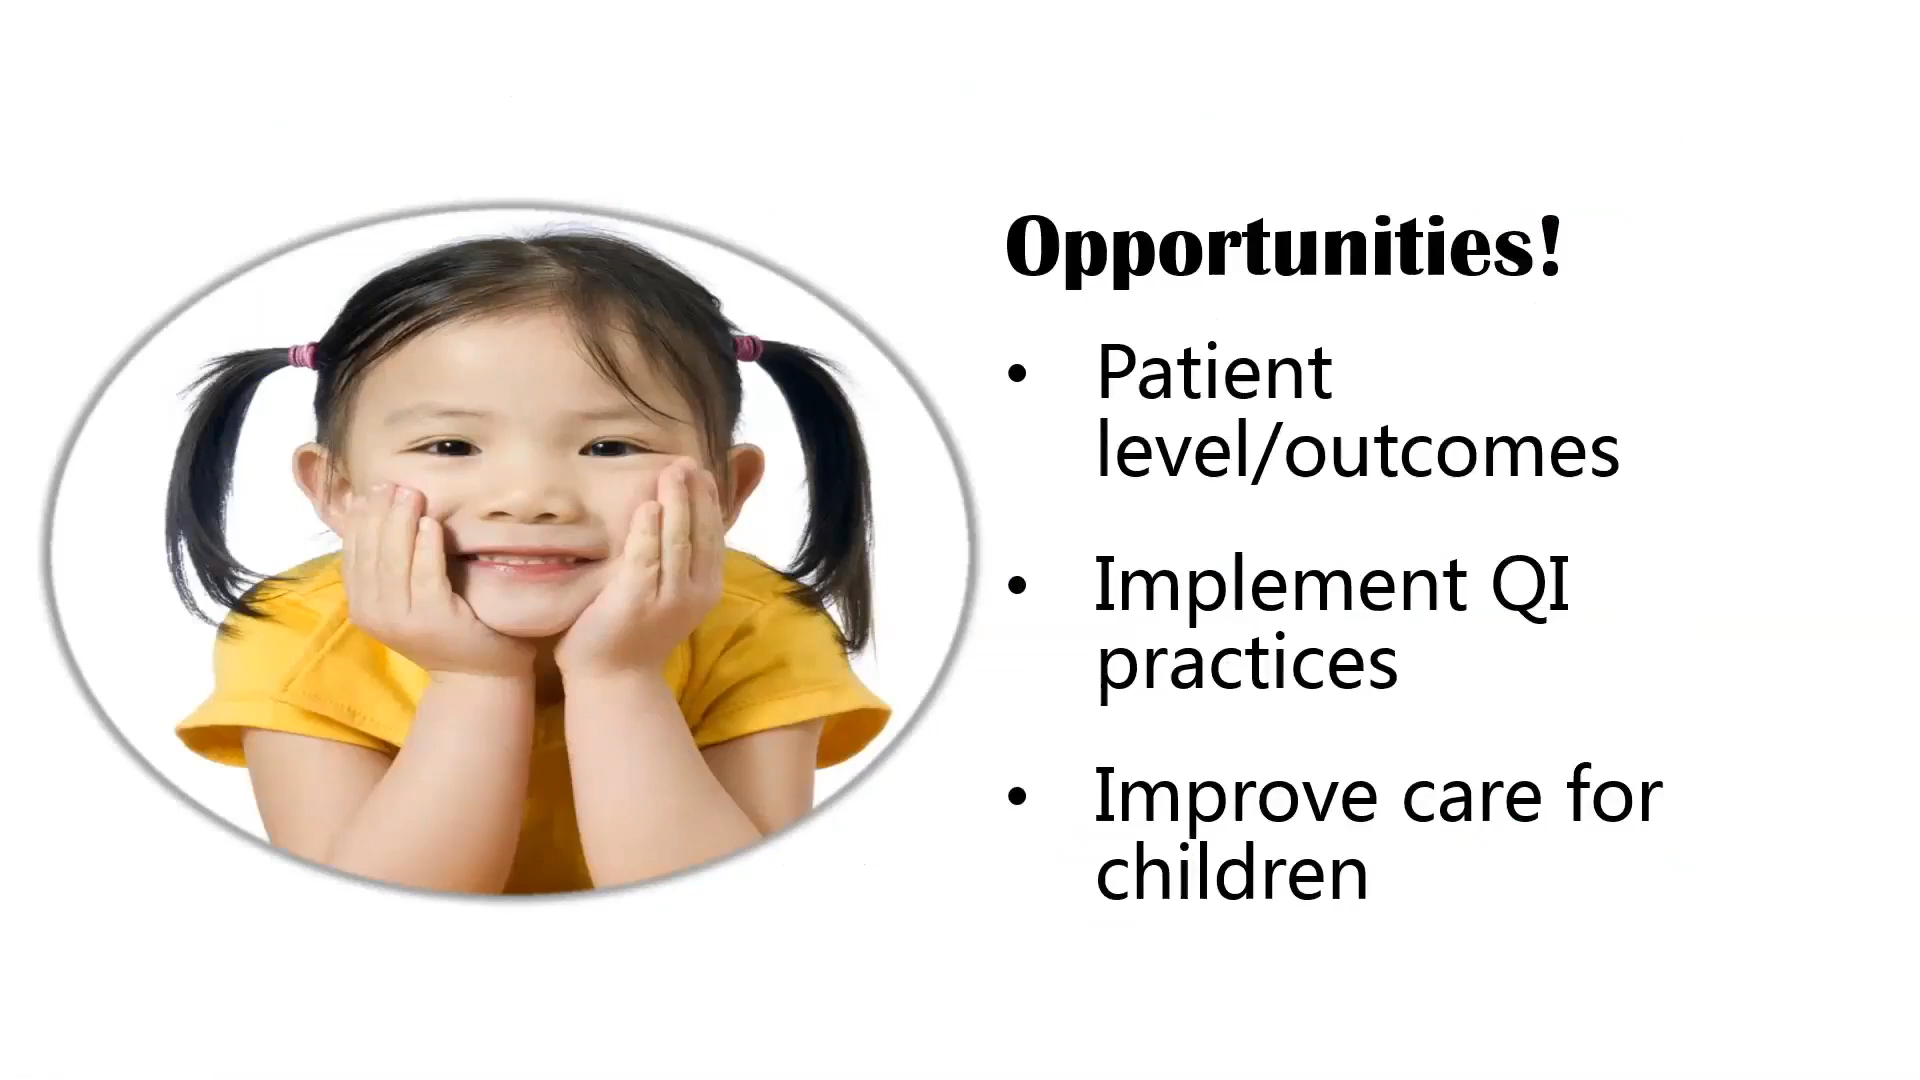 Opportunities!
• Patient
level/outcomes
• Implement QI
practices
• Improve care for
children